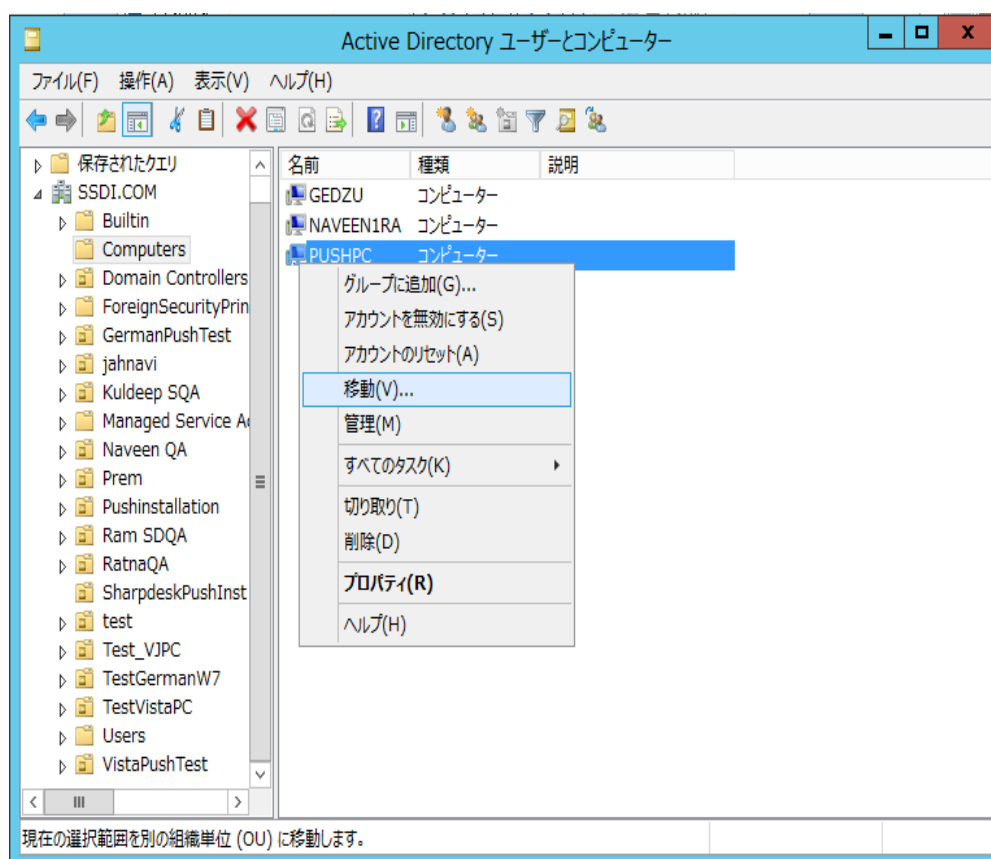 Active Directory ユーザーとコンピューター
ファイル(F) 操作(A) 表示(V) ヘルプ(H)
保存されたクエリ
SSDI.COM
Builtin
Computers
Domain Controllers
ForeignSecurityPrin
GermanPushTest
jahnavi
Kuldeep SQA
Managed Service A
Naveen QA
Prem
Pushinstallation
Ram SDQA
RatnaQA
SharpdeskPushInst
test
Test_VJPC
TestGermanW7
TestVistaPC
Users
VistaPushTest
名前 種類 説明
GEDZU コンピューター
NAVEEN1RA コンピューター
PUSHPC コンピューター
グループに追加(G)...
アカウントを無効にする(S)
アカウントのリセット(A)
移動(V)...
管理(M)
すべてのタスク(K)
切り取り(T)
削除(D)
プロパティ(R)
ヘルプ(H)
現在の選択範囲を別の組織単位 (OU) に移動します。